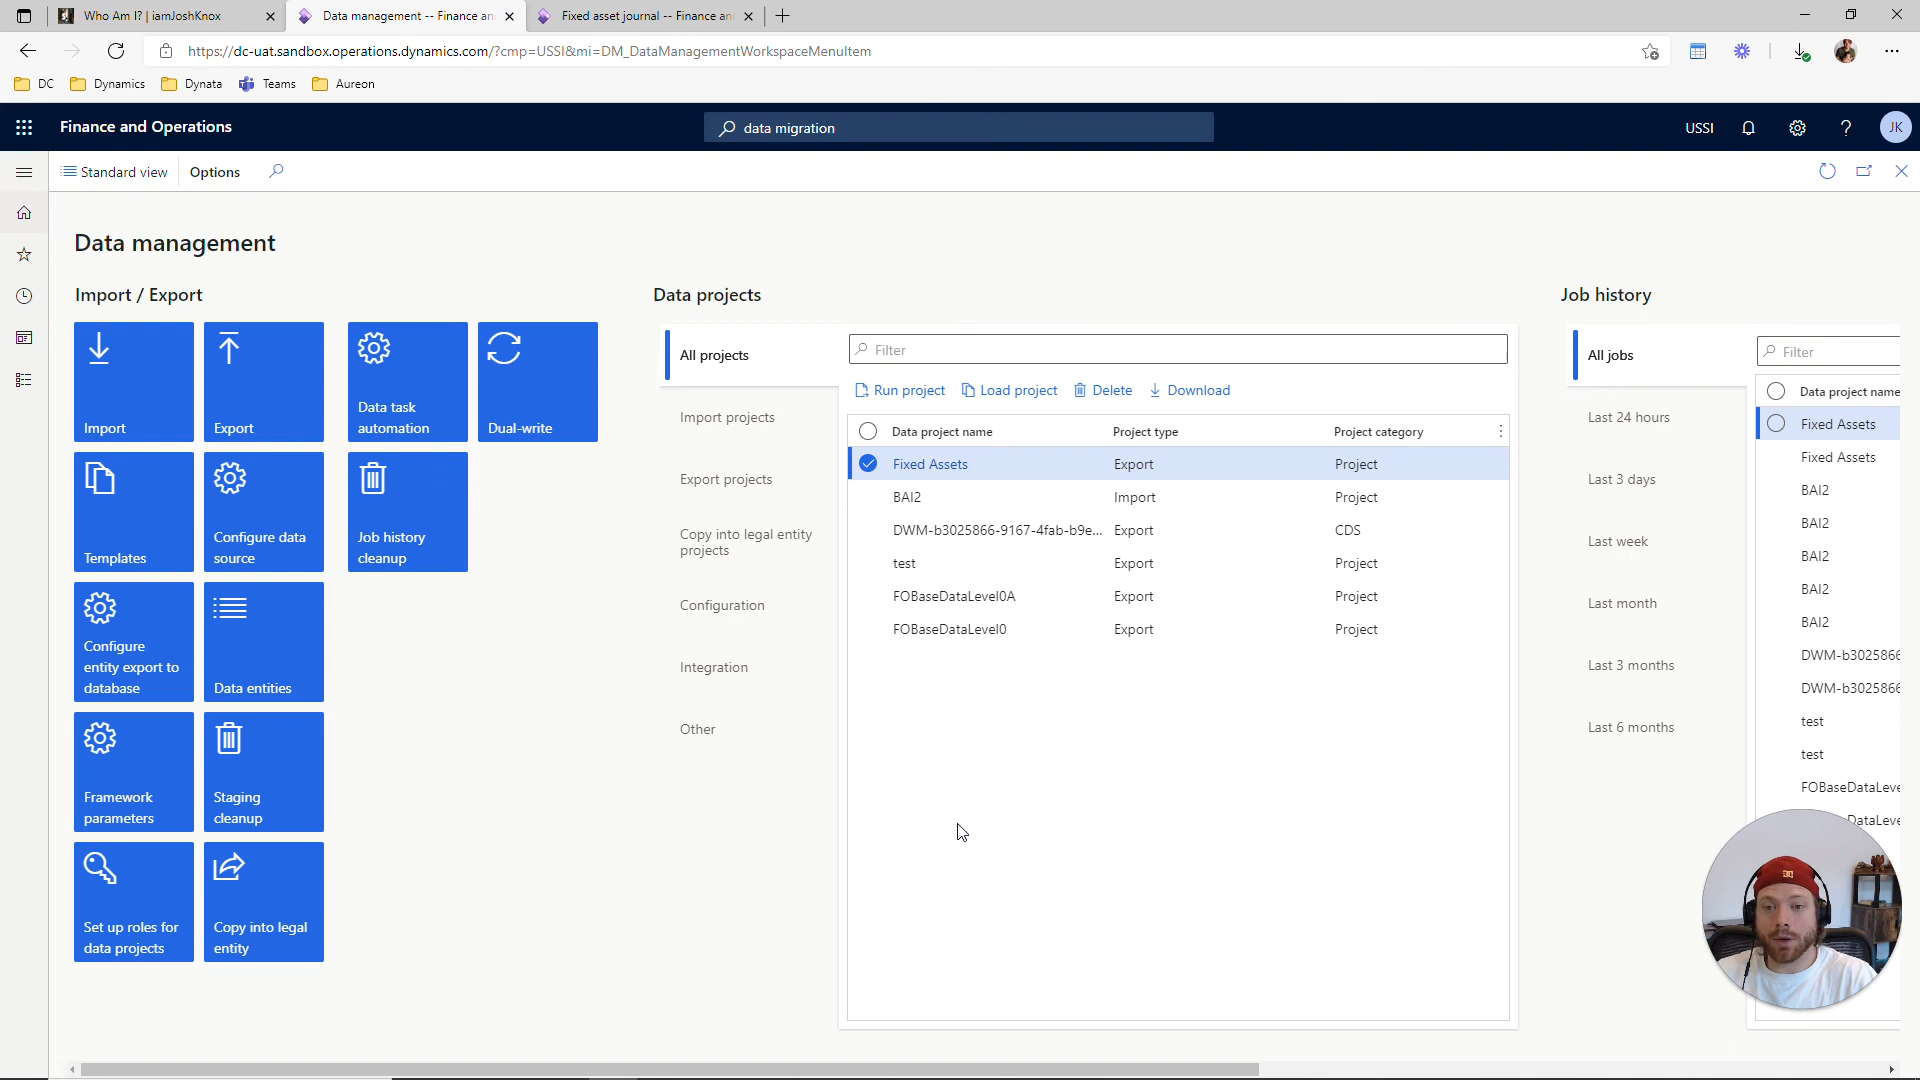 Who Am I? | iamJoshKnox
Data management -- Finance an
Fixed asset journal -- Finance an
https://dc-uat.sandbox.operations.dynamics.com/?cmp=USSI&mi=DM_DataManagementWorkspaceMenuItem
DC
Dynamics
Dynata
Teams
Aureon
Finance and Operations
data migration
USSI
?
JK
Standard view
Options
Data management
Import / Export
Import
Export
Data task
automation
Dual-write
Templates
Configure data
source
Job history
cleanup
Configure
entity export to
database
Data entities
Framework
parameters
Staging
cleanup
Set up roles for
data projects
Copy into legal
entity
Data projects
All projects
Import projects
Export projects
Copy into legal entity
projects
Configuration
Integration
Other
Filter
Run project
Load project
Delete
Download
Data project name Project type Project category
Fixed Assets Export Project
BAI2 Import Project
DWM-b3025866-9167-4fab-b9e... Export CDS
test Export Project
FOBaseDataLevel0A Export Project
FOBaseDataLevel0 Export Project
Job history
All jobs
Last 24 hours
Last 3 days
Last week
Last month
Last 3 months
Last 6 months
Filter
Data project name
Fixed Assets
Fixed Assets
BAI2
BAI2
BAI2
BAI2
BAI2
DWM-b3025866
DWM-b3025866
test
test
FOBaseDataLeve
DataLeve